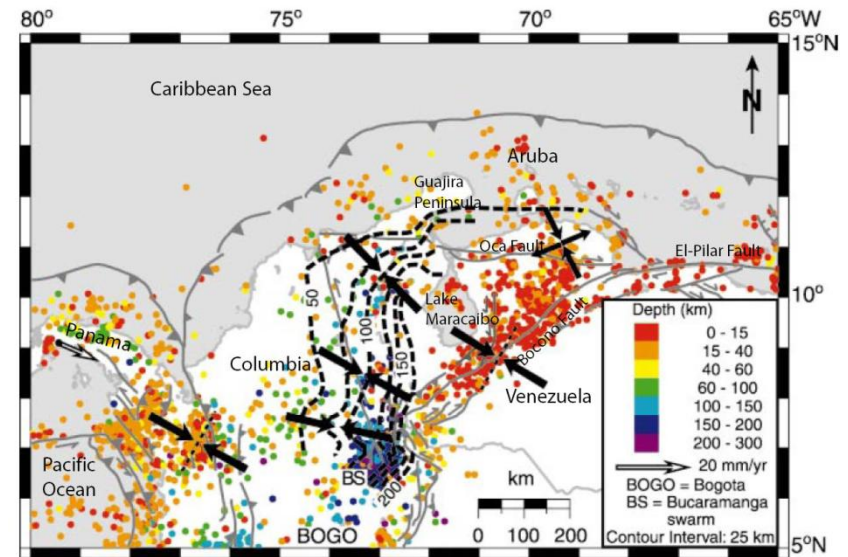 80° 75° 70° 65°W
15°N
Caribbean Sea
N
Aruba
Guajira
Peninsula
Oca Fault
El-Pilar Fault
50
100
150
200
Lake
Maracaibo
10°
Bocono Fault
Panama
Columbia
Venezuela
Pacific
Ocean
BS
BOGO
km
0 100 200
Depth (km)
0 - 15
15 - 40
40 - 60
60 - 100
100 - 150
150 - 200
200 - 300
20 mm/yr
BOGO = Bogota
BS = Bucaramanga
swarm
Contour Interval: 25 km
5°N